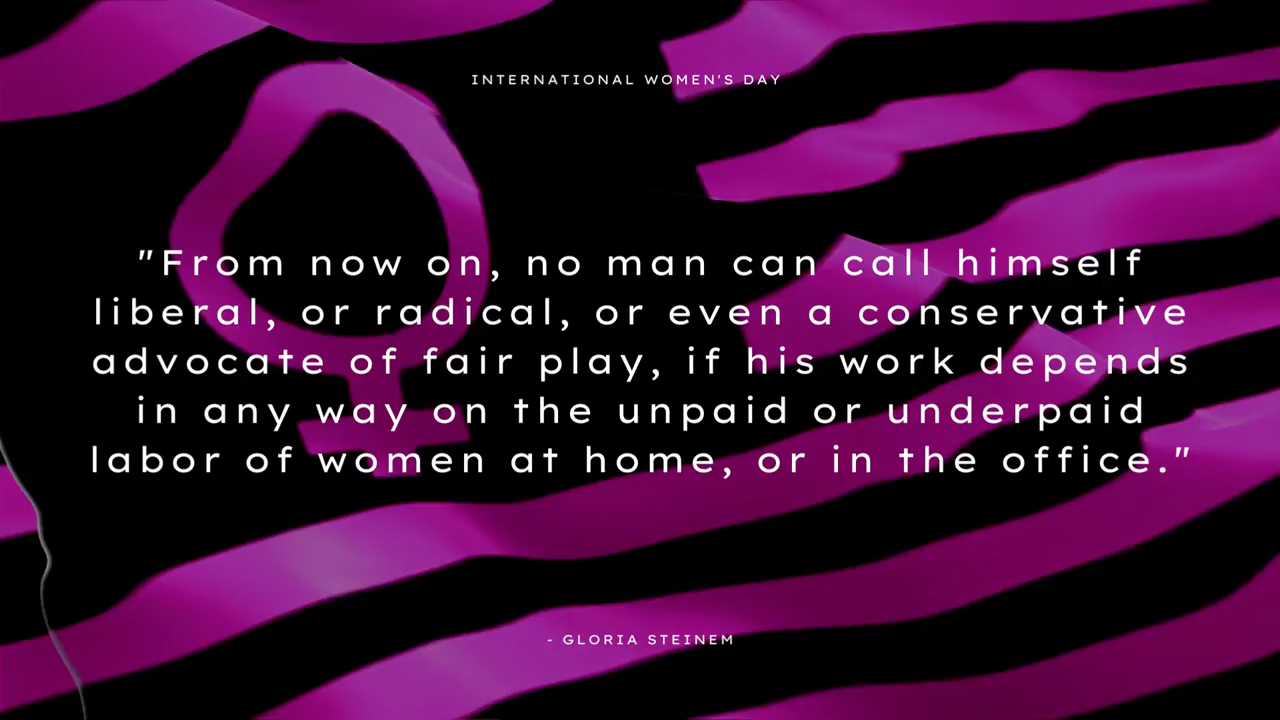 INTERNATIONAL WOMEN'S DAY
"From now on, no man can call himself
liberal, or radical, or even a conservative
advocate of fair play, if his work depends
in any way on the unpaid or underpaid
labor of women at home, or in the office."
- GLORIA STEINEM